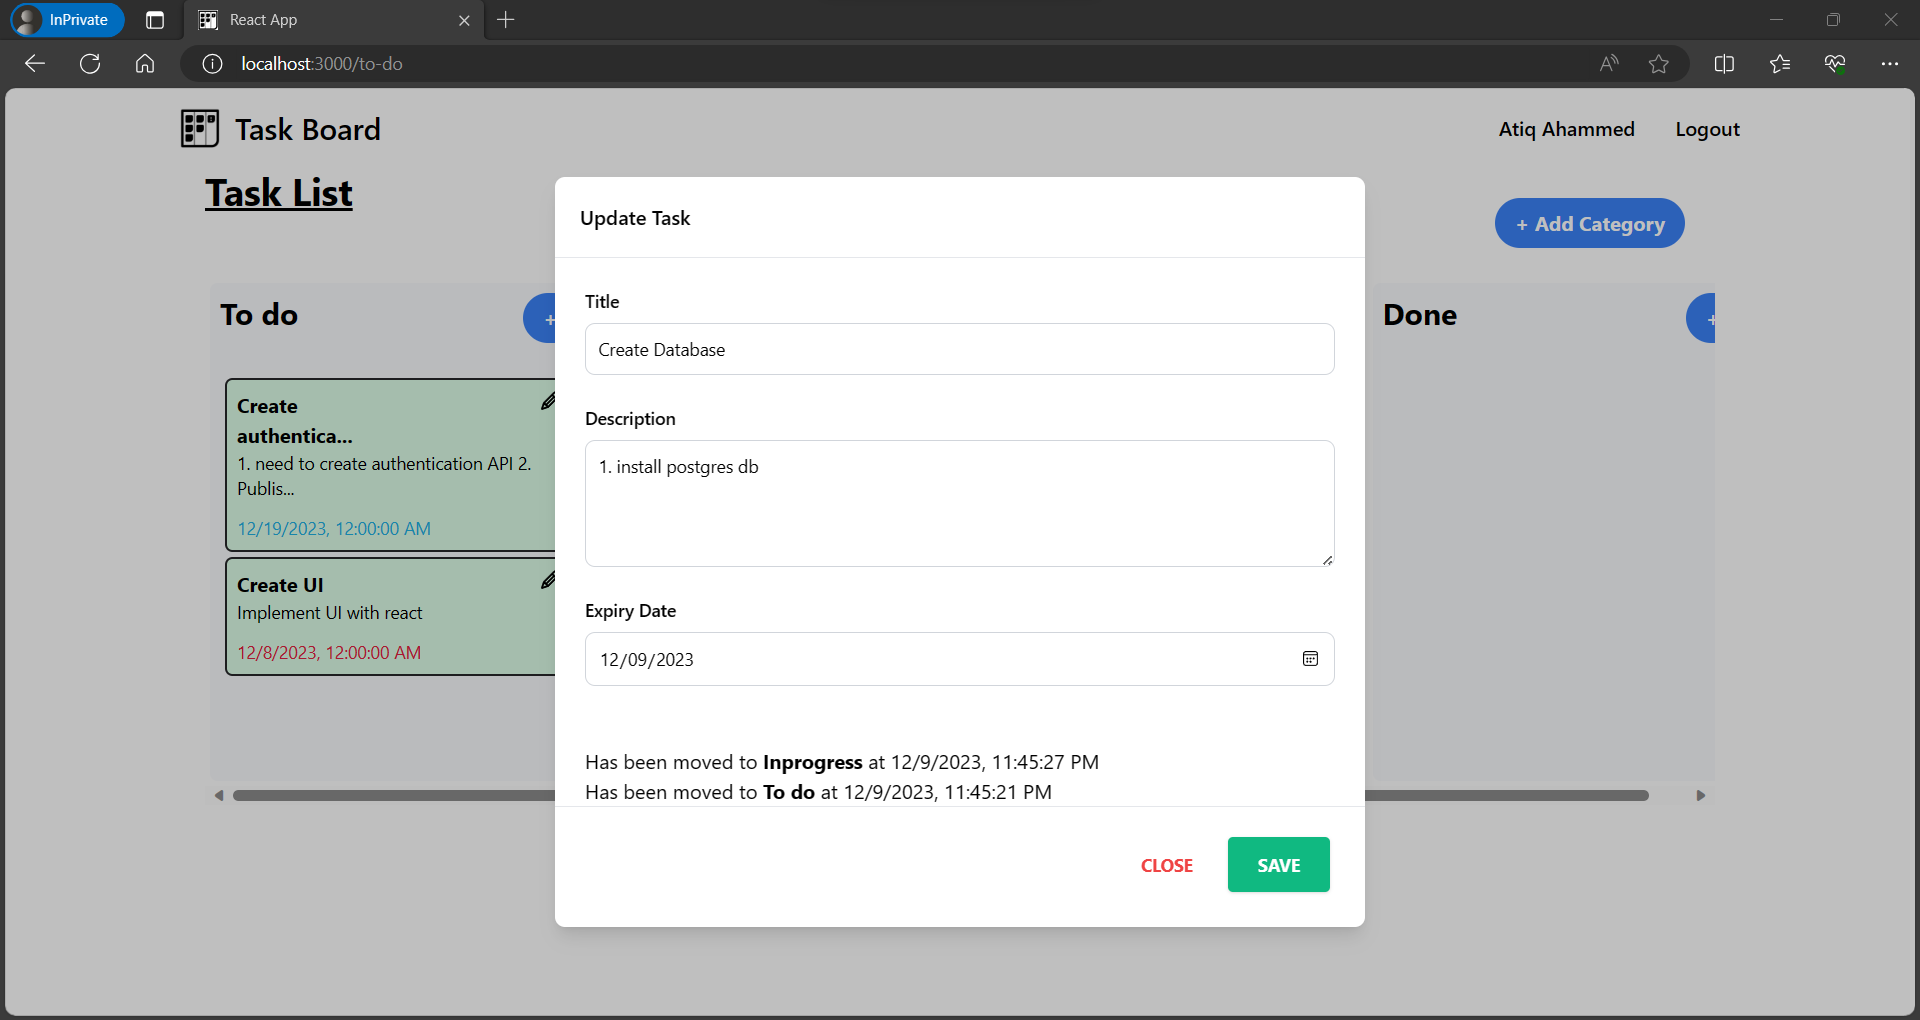 InPrivate
React App
localhost:3000/to-do
Task Board
Atiq Ahammed
Logout
Task List
+ Add Category
To do
+
Create
authentica...
1. need to create authentication API 2.
Publis...
12/19/2023, 12:00:00 AM
Create UI
Implement UI with react
12/8/2023, 12:00:00 AM
Update Task
Title
Create Database
Description
1. install postgres db
Expiry Date
12/09/2023
Has been moved to Inprogress at 12/9/2023, 11:45:27 PM
Has been moved to To do at 12/9/2023, 11:45:21 PM
CLOSE
SAVE
Done
+